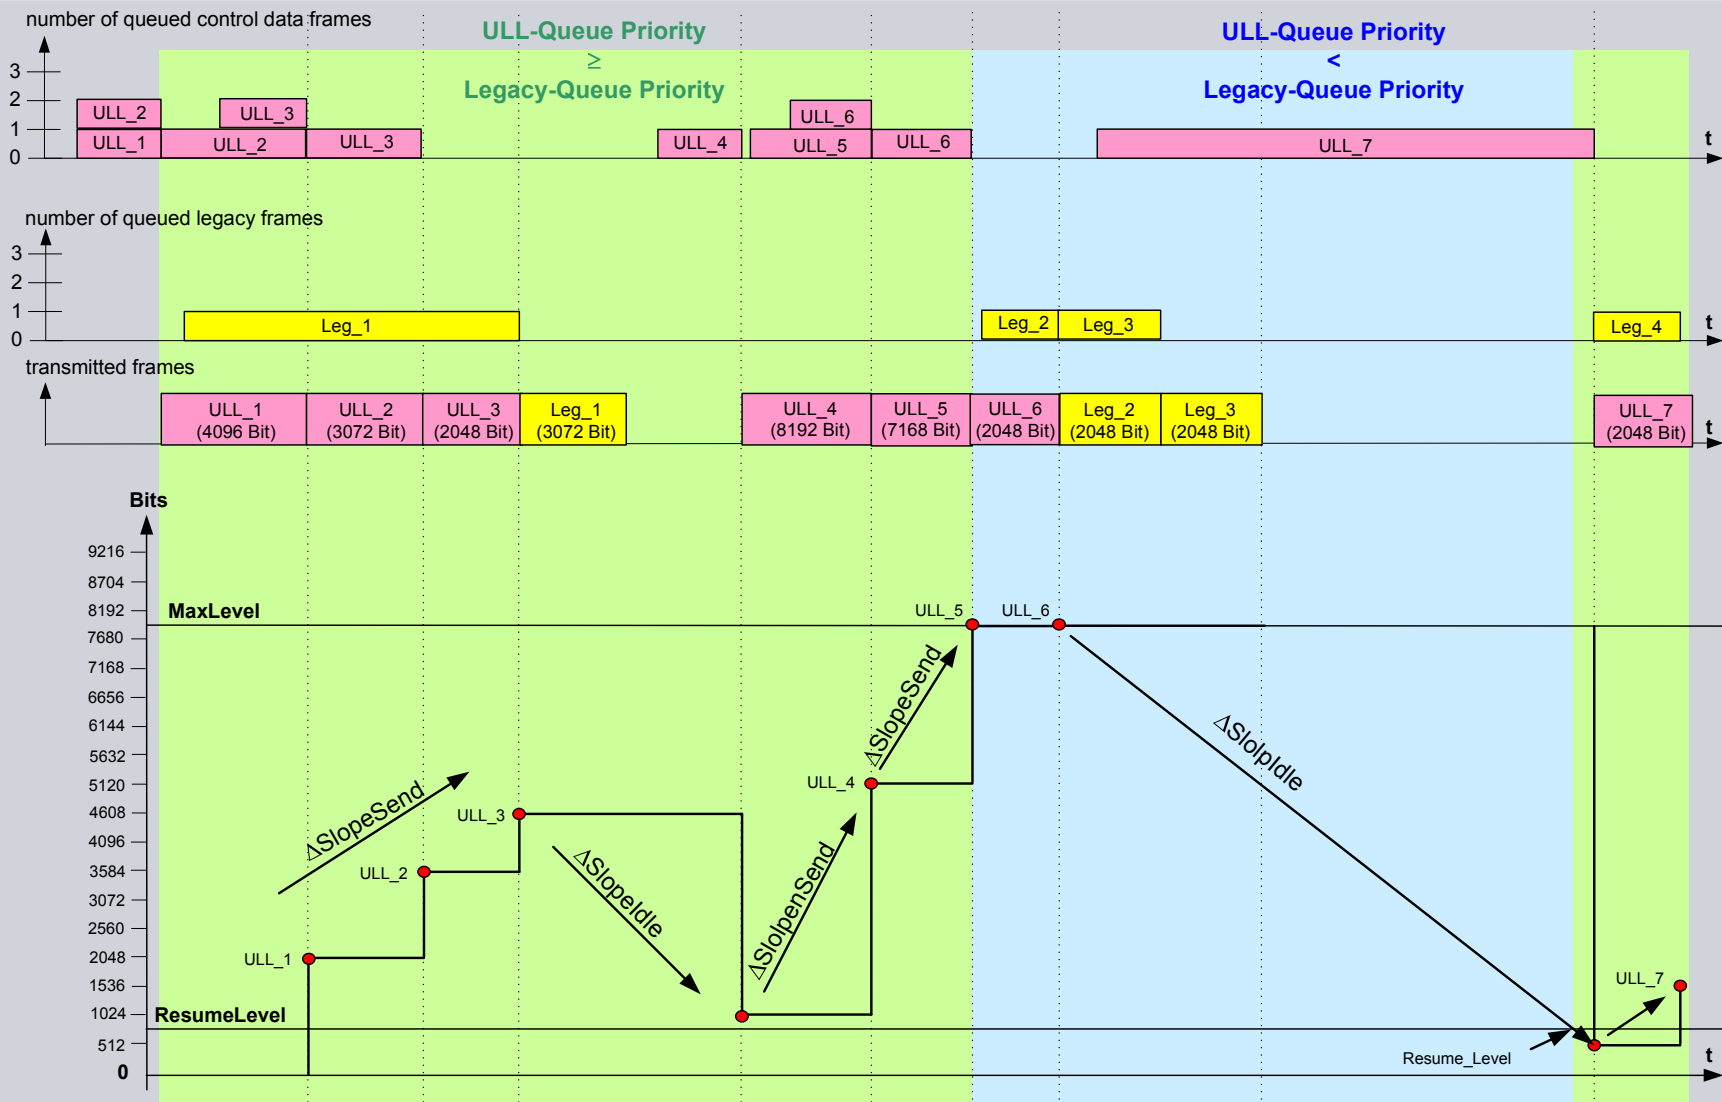 number of queued control data frames
ULL-Queue Priority
≥
Legacy-Queue Priority
ULL-Queue Priority
<
Legacy-Queue Priority
3
2
1
0
ULL_2
ULL_3
ULL_6
ULL_1
ULL_2
ULL_3
ULL_4
ULL_5
ULL_6
ULL_7
t
number of queued legacy frames
3
2
1
0
Leg_1
Leg_2
Leg_3
Leg_4
t
transmitted frames
ULL_1
(4096 Bit)
ULL_2
(3072 Bit)
ULL_3
(2048 Bit)
Leg_1
(3072 Bit)
ULL_4
(8192 Bit)
ULL_5
(7168 Bit)
ULL_6
(2048 Bit)
Leg_2
(2048 Bit)
Leg_3
(2048 Bit)
ULL_7
(2048 Bit)
t
Bits
9216
8704
8192
7680
7168
6656
6144
5632
5120
4608
4096
3584
3072
2560
2048
1536
1024
512
0
MaxLevel
ResumeLevel
ULL_1
ULL_2
ULL_3
ULL_4
ULL_5
ULL_6
ULL_7
ΔSlopeSend
ΔSlopeIdle
ΔSlolpenSend
ΔSlopeSend
ΔSlolpIdle
Resume_Level
t